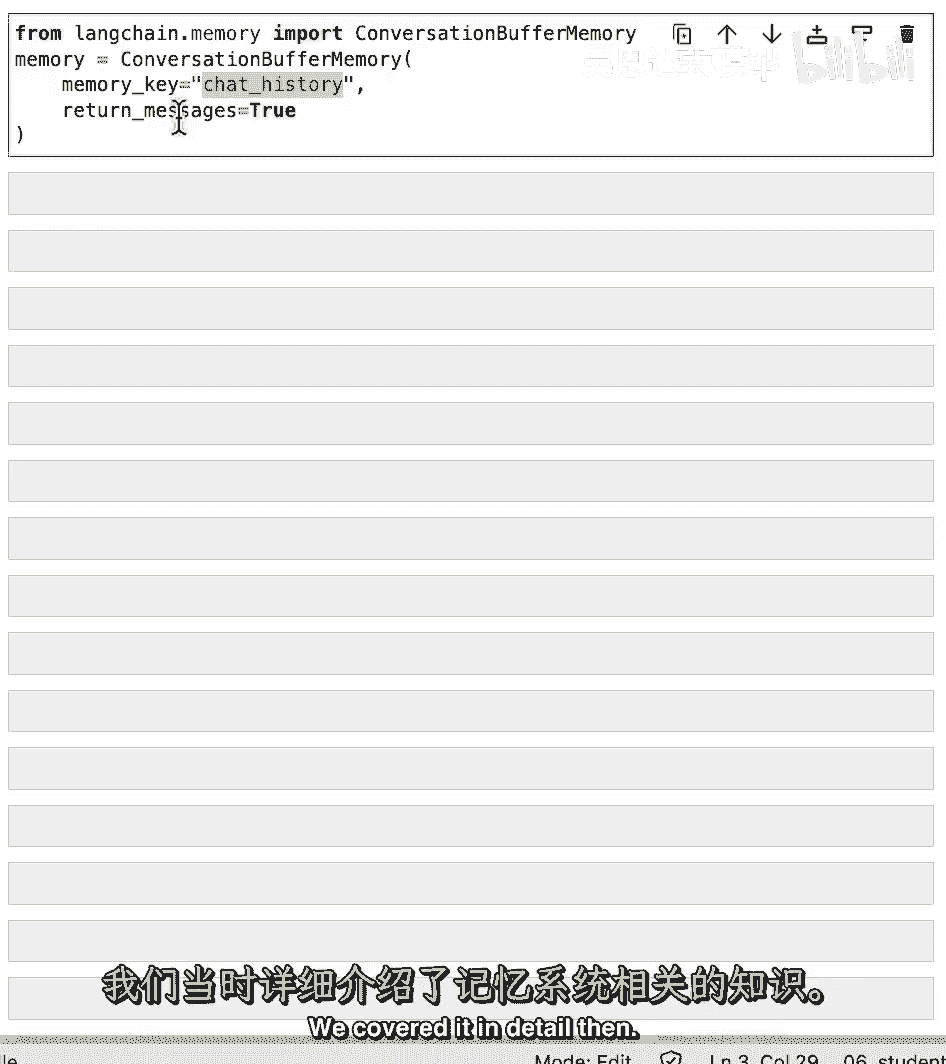 from langchain.memory import ConversationBufferMemory
memory = ConversationBufferMemory(
    memory_key="chat_history",
    return_messages=True
)
bilibili
我们当时详细介绍了记忆系统相关的知识。
We covered it in detail then.
Mode: Edit Ln 3, Col 29 06_student